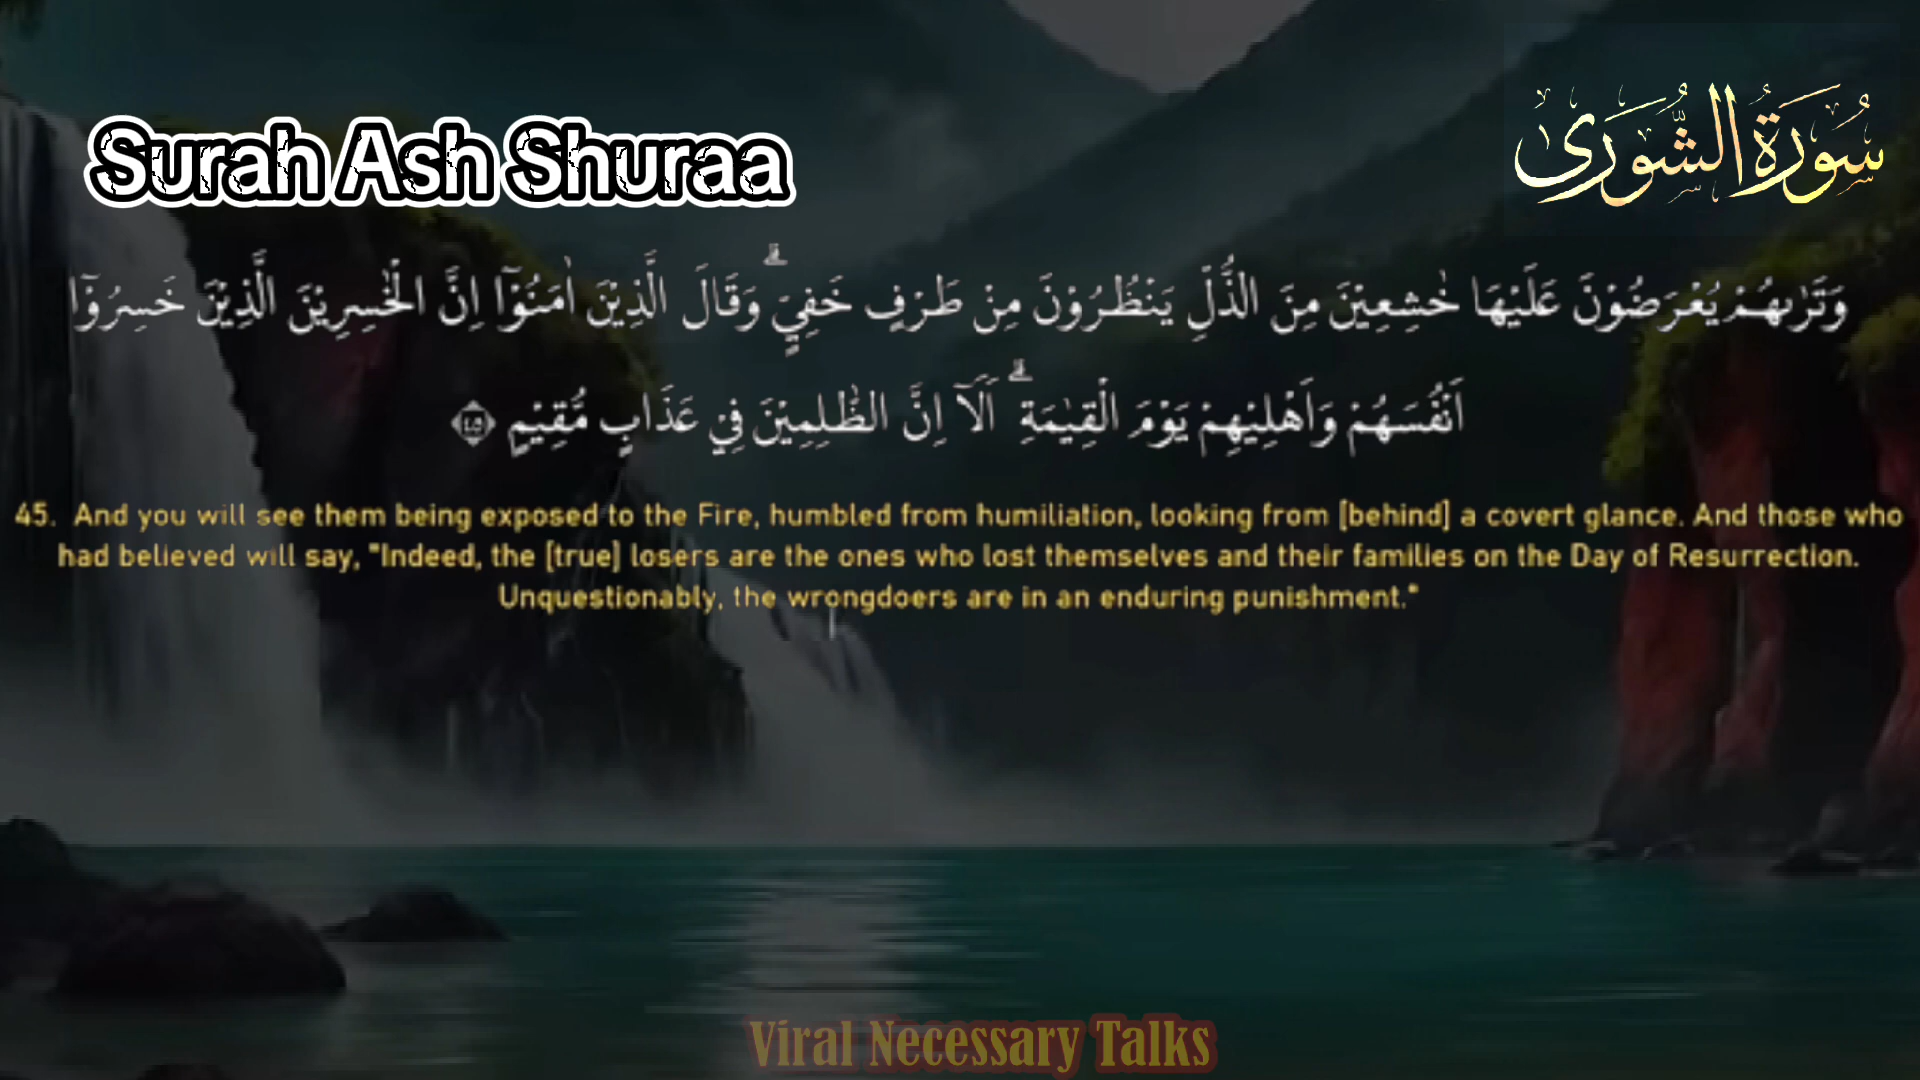 Surah Ash Shuraa
سُورَةُ الشُّورَى
وَتَرٰىهُمْ يُعْرَضُوْنَ عَلَيْهَا خٰشِعِيْنَ مِنَ الذُّلِّ يَنْظُرُوْنَ مِنْ طَرْفٍ خَفِيٍّۗ وَقَالَ الَّذِيْنَ اٰمَنُوْٓا اِنَّ الْخٰسِرِيْنَ الَّذِيْنَ خَسِرُوْٓا
اَنْفُسَهُمْ وَاَهْلِيْهِمْ يَوْمَ الْقِيٰمَةِۗ اَلَآ اِنَّ الظّٰلِمِيْنَ فِيْ عَذَابٍ مُّقِيْمٍ ٤٥
45. And you will see them being exposed to the Fire, humbled from humiliation, looking from [behind] a covert glance. And those who
had believed will say, "Indeed, the [true] losers are the ones who lost themselves and their families on the Day of Resurrection.
Unquestionably, the wrongdoers are in an enduring punishment."
Viral Necessary Talks